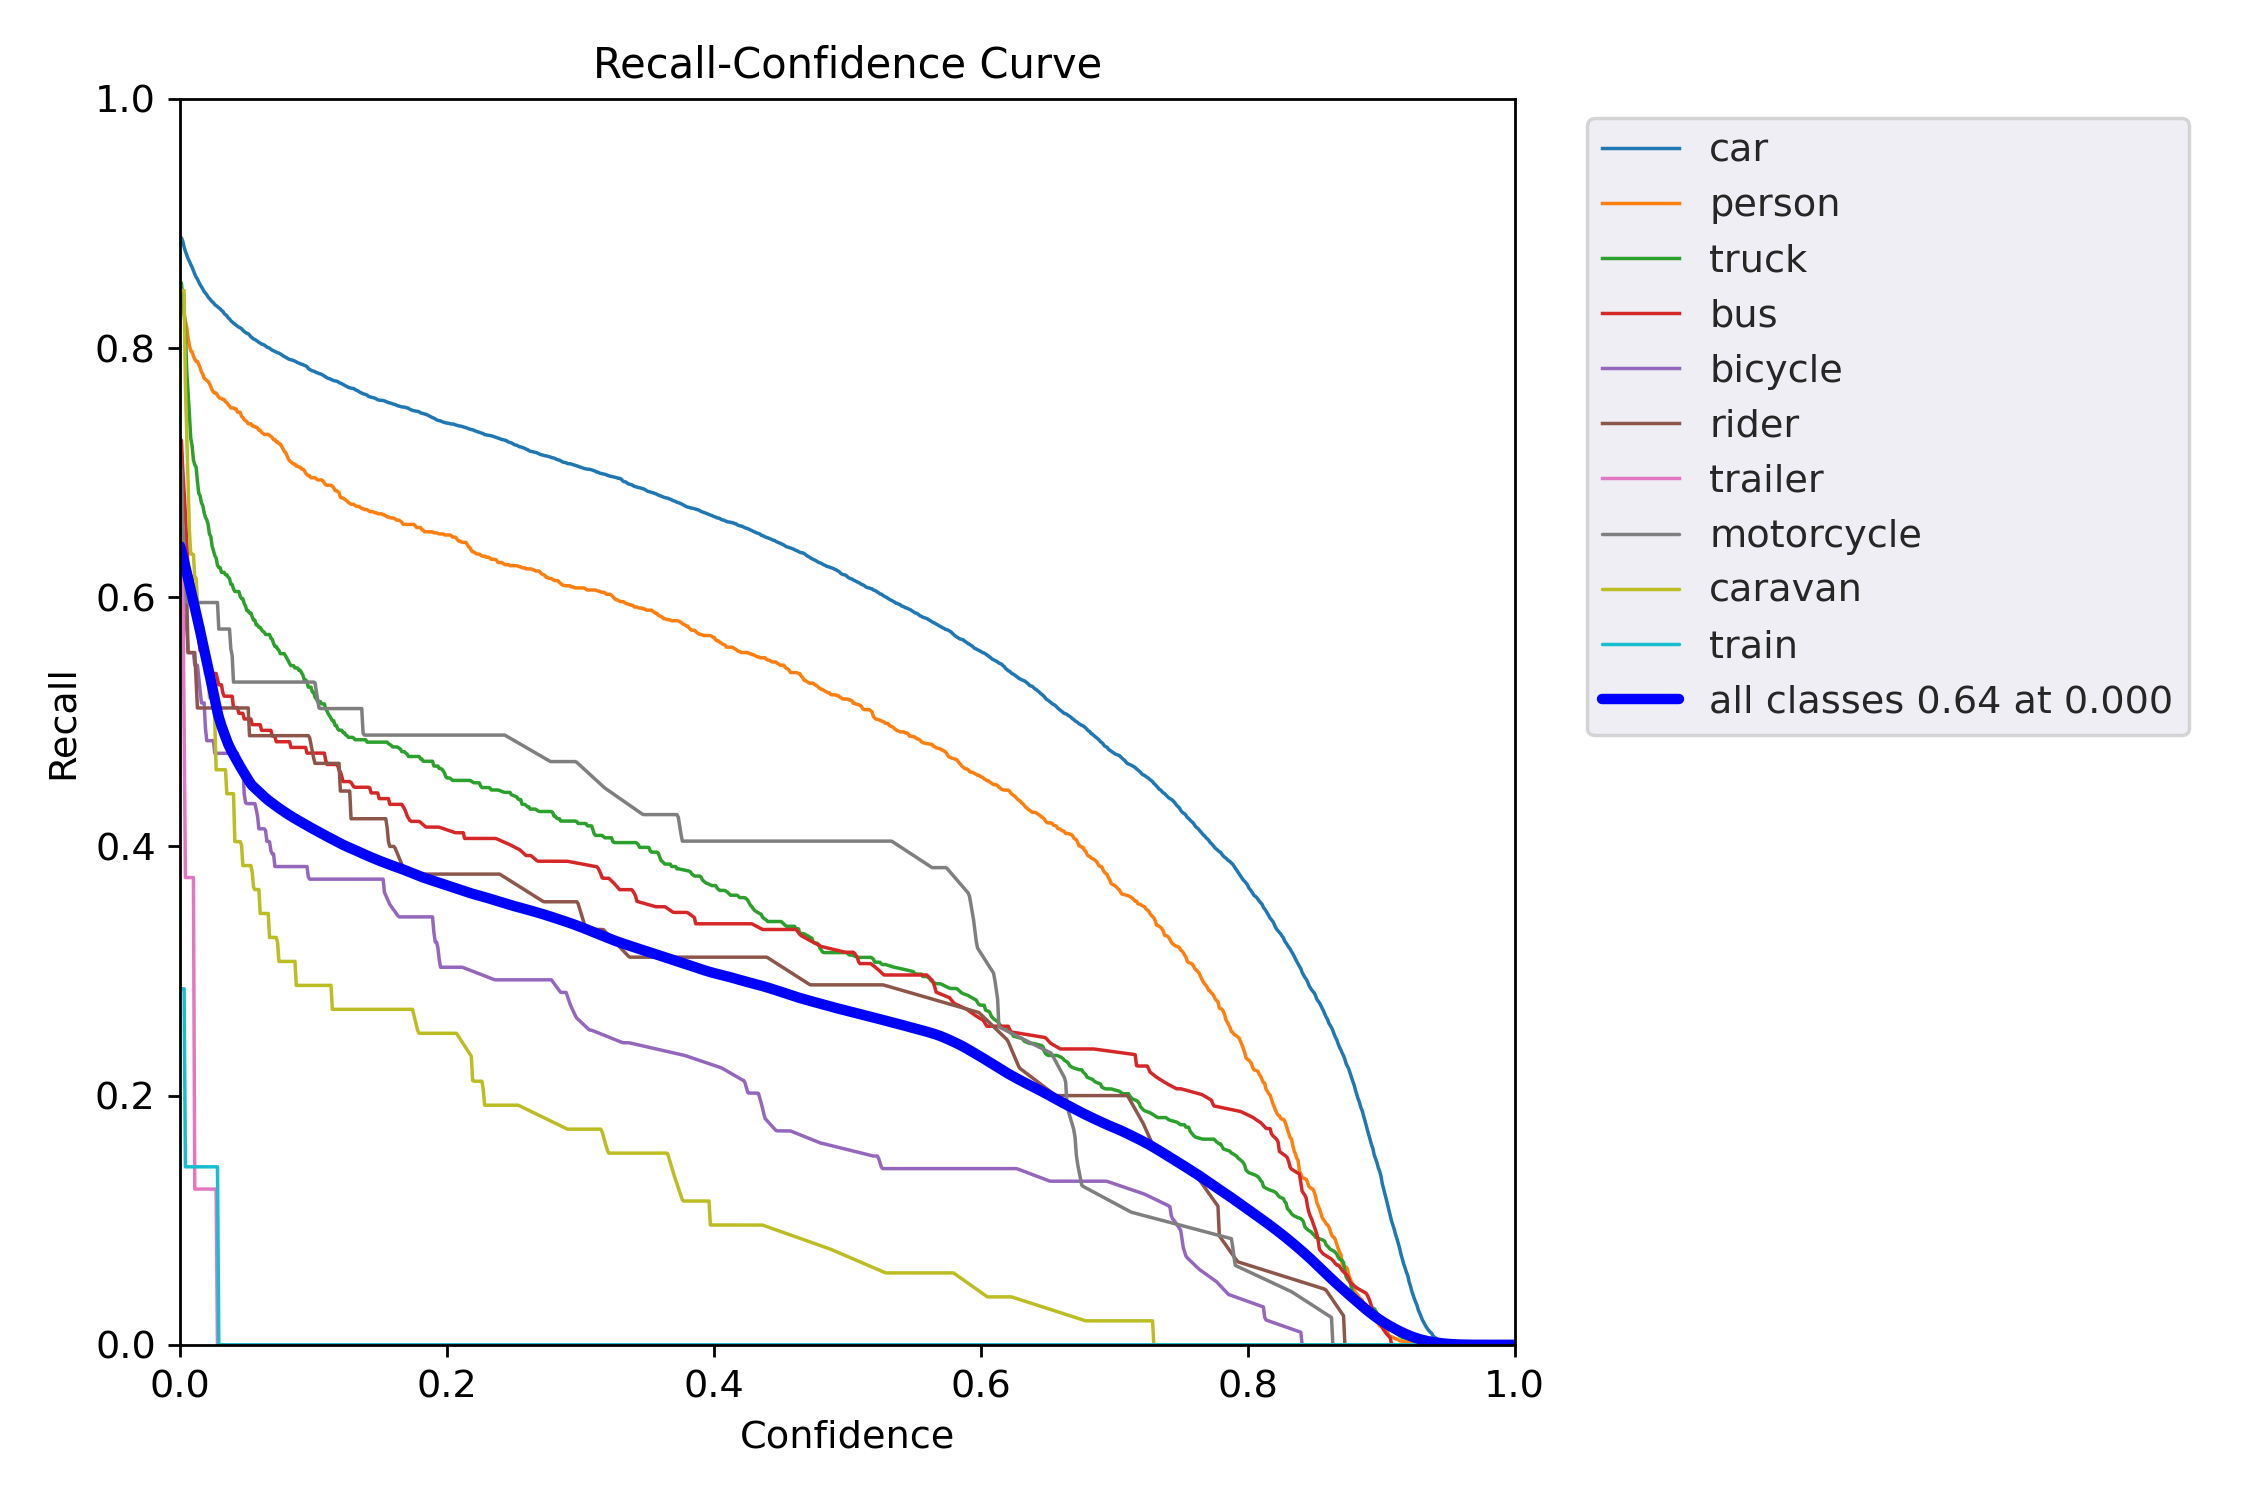 Recall-Confidence Curve
1.0
0.8
0.6
0.4
0.2
0.0
Recall
0.0 0.2 0.4 0.6 0.8 1.0
Confidence
car
person
truck
bus
bicycle
rider
trailer
motorcycle
caravan
train
all classes 0.64 at 0.000